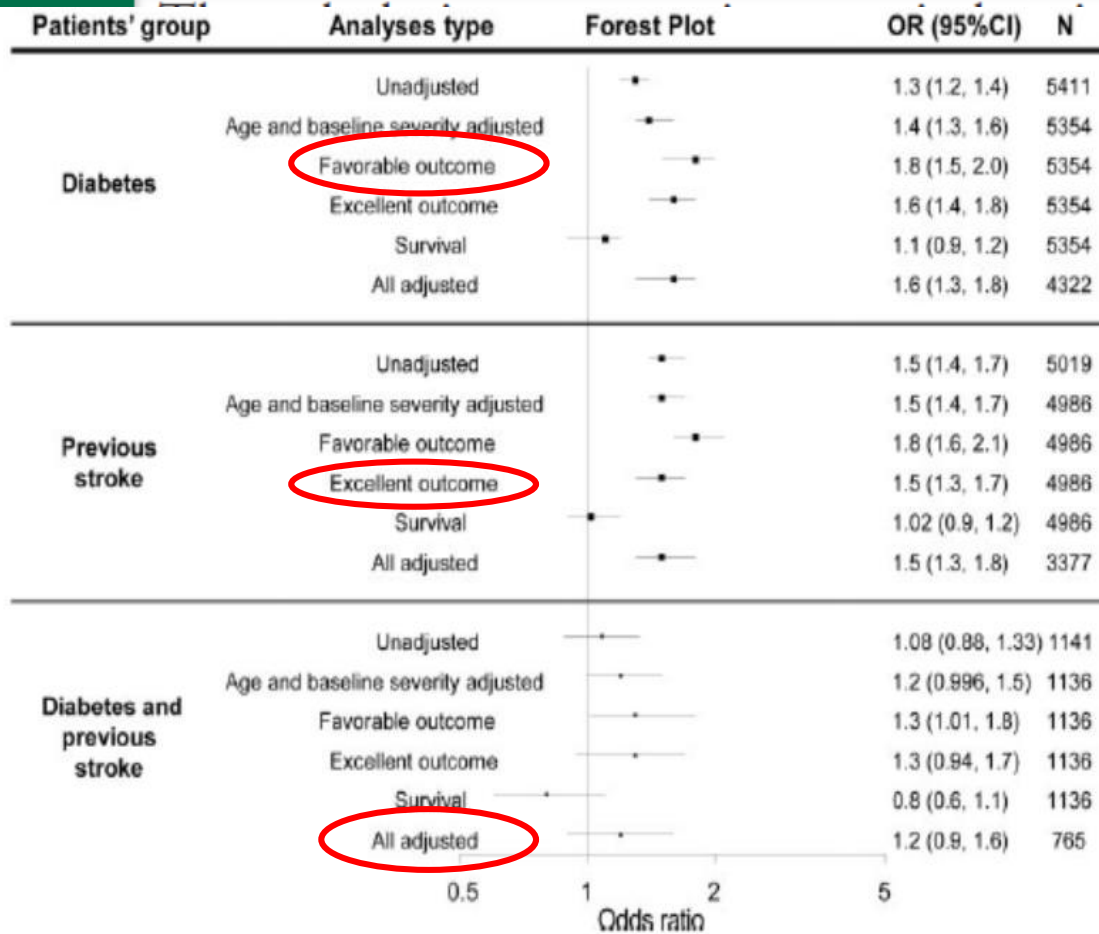 Patients' group Analyses type Forest Plot OR (95%CI) N
Unadjusted 1.3 (1.2, 1.4) 5411
Age and baseline severity adjusted 1.4 (1.3, 1.6) 5354
Favorable outcome 1.8 (1.5, 2.0) 5354
Diabetes
Excellent outcome 1.6 (1.4, 1.8) 5354
Survival 1.1 (0.9, 1.2) 5354
All adjusted 1.6 (1.3, 1.8) 4322
Unadjusted 1.5 (1.4, 1.7) 5019
Age and baseline severity adjusted 1.5 (1.4, 1.7) 4986
Previous
Favorable outcome 1.8 (1.6, 2.1) 4986
stroke
Excellent outcome 1.5 (1.3, 1.7) 4986
Survival 1.02 (0.9, 1.2) 4986
All adjusted 1.5 (1.3, 1.8) 3377
Unadjusted 1.08 (0.88, 1.33) 1141
Age and baseline severity adjusted 1.2 (0.996, 1.5) 1136
Diabetes and
Favorable outcome 1.3 (1.01, 1.8) 1136
previous
stroke
Excellent outcome 1.3 (0.94, 1.7) 1136
Survival 0.8 (0.6, 1.1) 1136
All adjusted 1.2 (0.9, 1.6) 765
0.5 1 2 5
Odds ratio